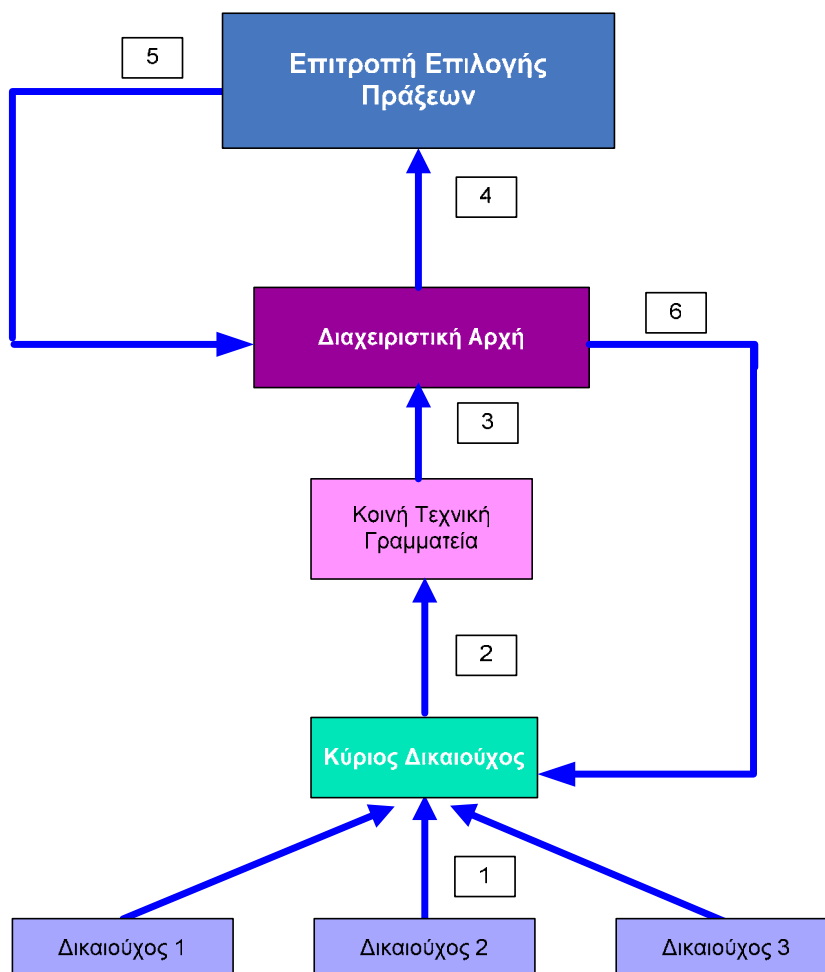 5
Επιτροπή Επιλογής
Πράξεων
4
6
Διαχειριστική Αρχή
3
Κοινή Τεχνική
Γραμματεία
2
Κύριος Δικαιούχος
1
Δικαιούχος 1
Δικαιούχος 2
Δικαιούχος 3